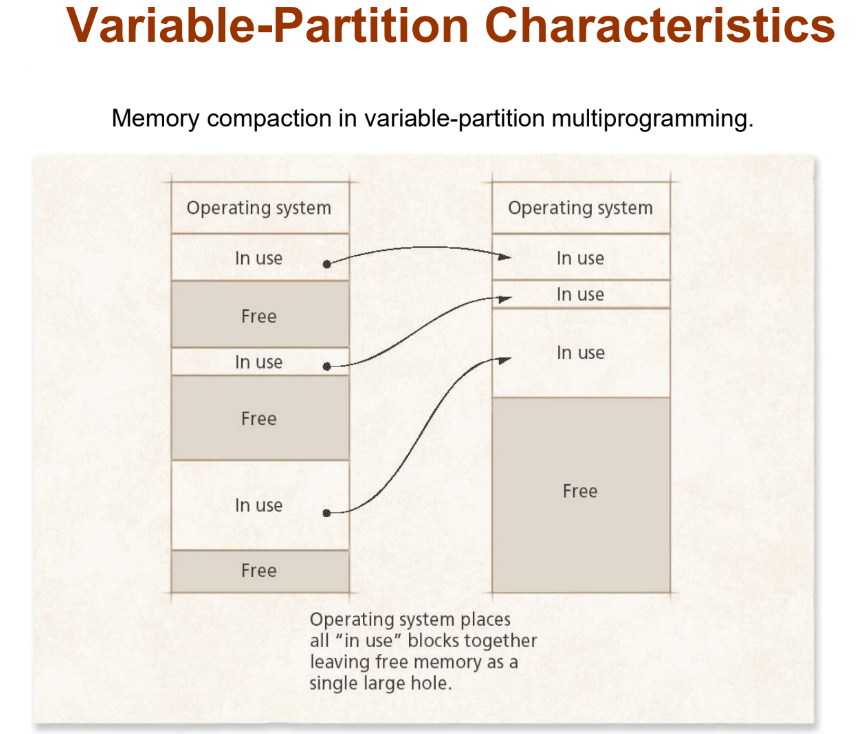 Variable-Partition Characteristics
Memory compaction in variable-partition multiprogramming.
Operating system
In use
Free
In use
Free
In use
Free
Operating system
In use
In use
In use
Free
Operating system places
all “in use” blocks together
leaving free memory as a
single large hole.